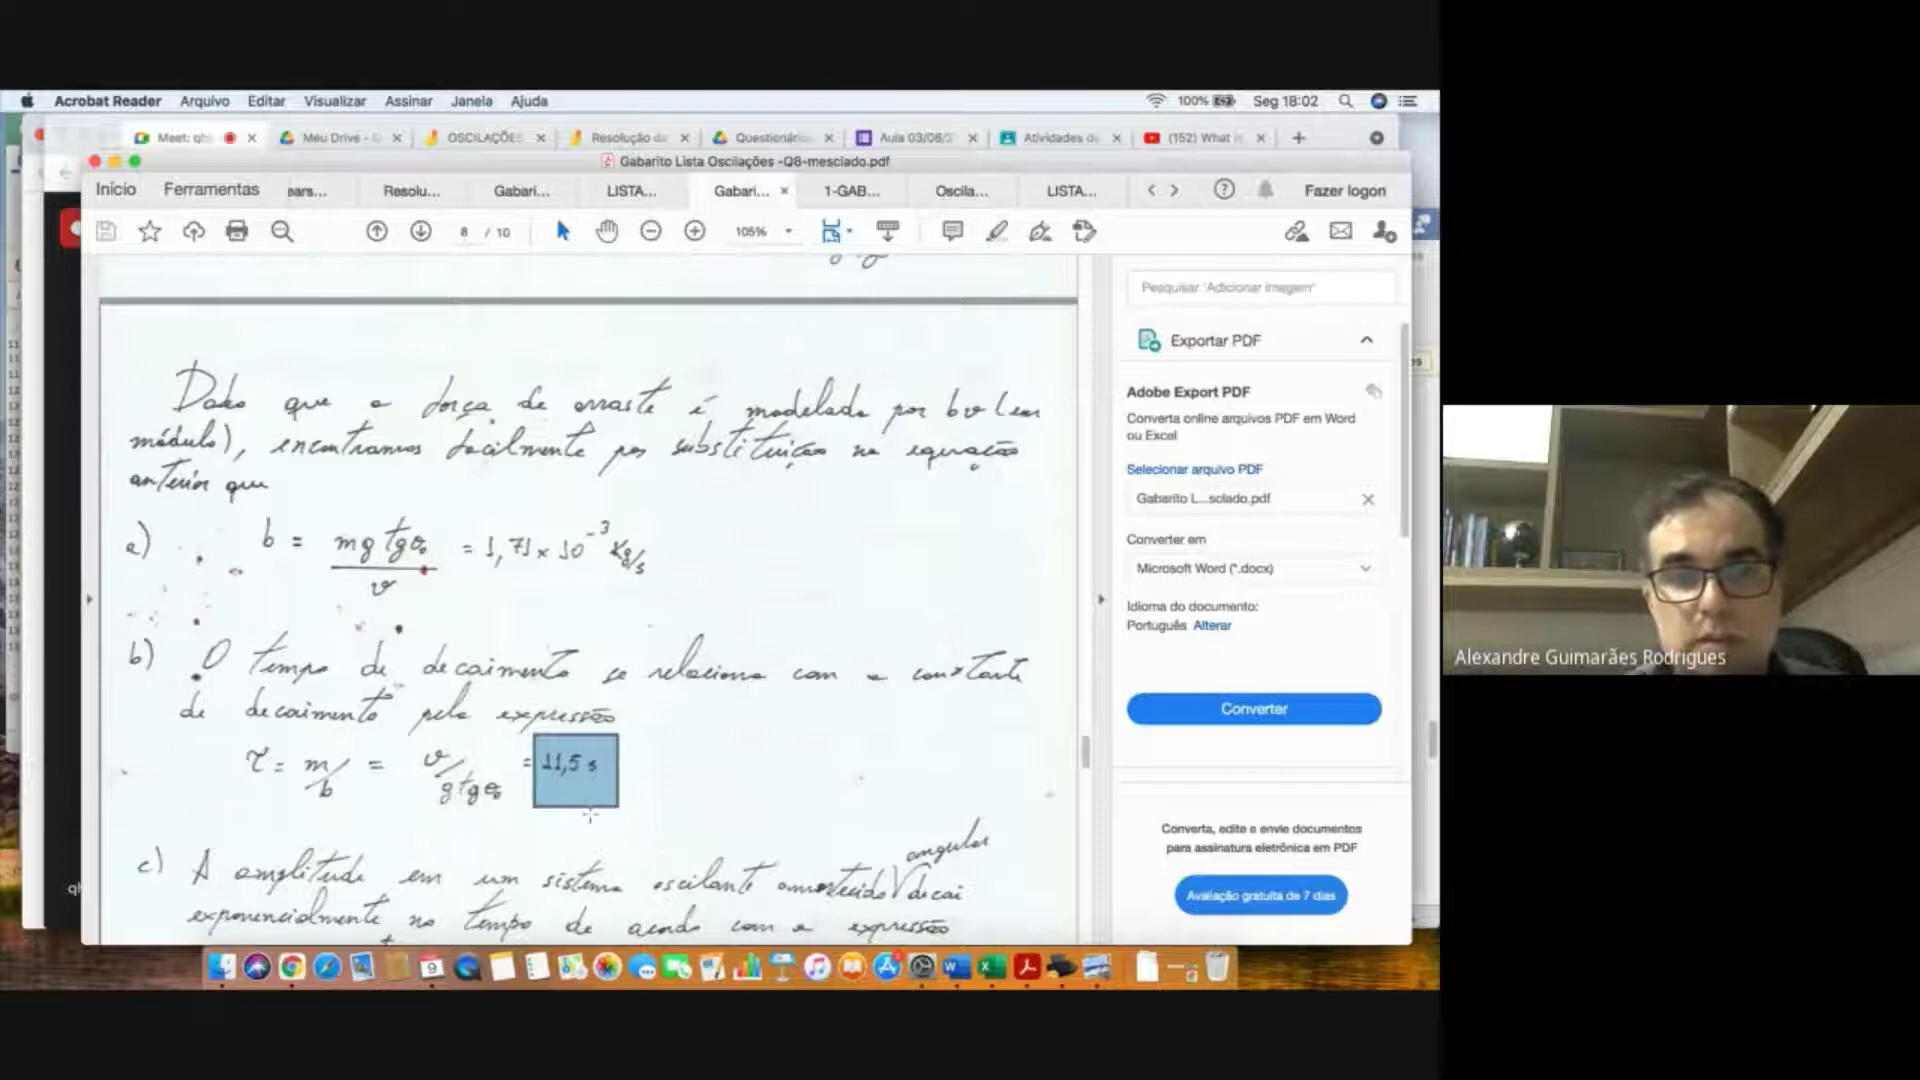 Acrobat Reader Arquivo Editar Visualizar Assinar Janela Ajuda 100% Seg 18:02
Meet: qh Meu Drive - OSCILAÇÕES Resolução da Questionário Aula 03/06/2 Atividades de (152) What is
Gabarito Lista Oscilações -Q8-mesclado.pdf
Início Ferramentas ears... Resolu... Gabari... LISTA... Gabari... 1-GAB... Oscila... LISTA... Fazer logon
8 / 10 105%
Pesquisar 'Adicionar imagem'
Exportar PDF
Adobe Export PDF
Converta online arquivos PDF em Word
ou Excel
Selecionar arquivo PDF
Gabarito L...sclado.pdf
Converter em
Microsoft Word (*.docx)
Idioma do documento:
Português Alterar
Converter
Converta, edite e envie documentos
para assinatura eletrônica em PDF
Avaliação gratuita de 7 dias
Dado que a força de arraste é modelada por bv (em
módulo), encontramos facilmente por substituição na equação
anterior que
a) b = mg tgθ₀ / v = 1,71 × 10⁻³ Kg/s
b) O tempo de decaimento se relaciona com a constante
de decaimento pela expressão
τ = m/b = v/g tgθ₀ = 11,5 s
c) A amplitude em um sistema oscilante amortecido angular decai
exponencialmente no tempo de acordo com a expressão
Alexandre Guimarães Rodrigues